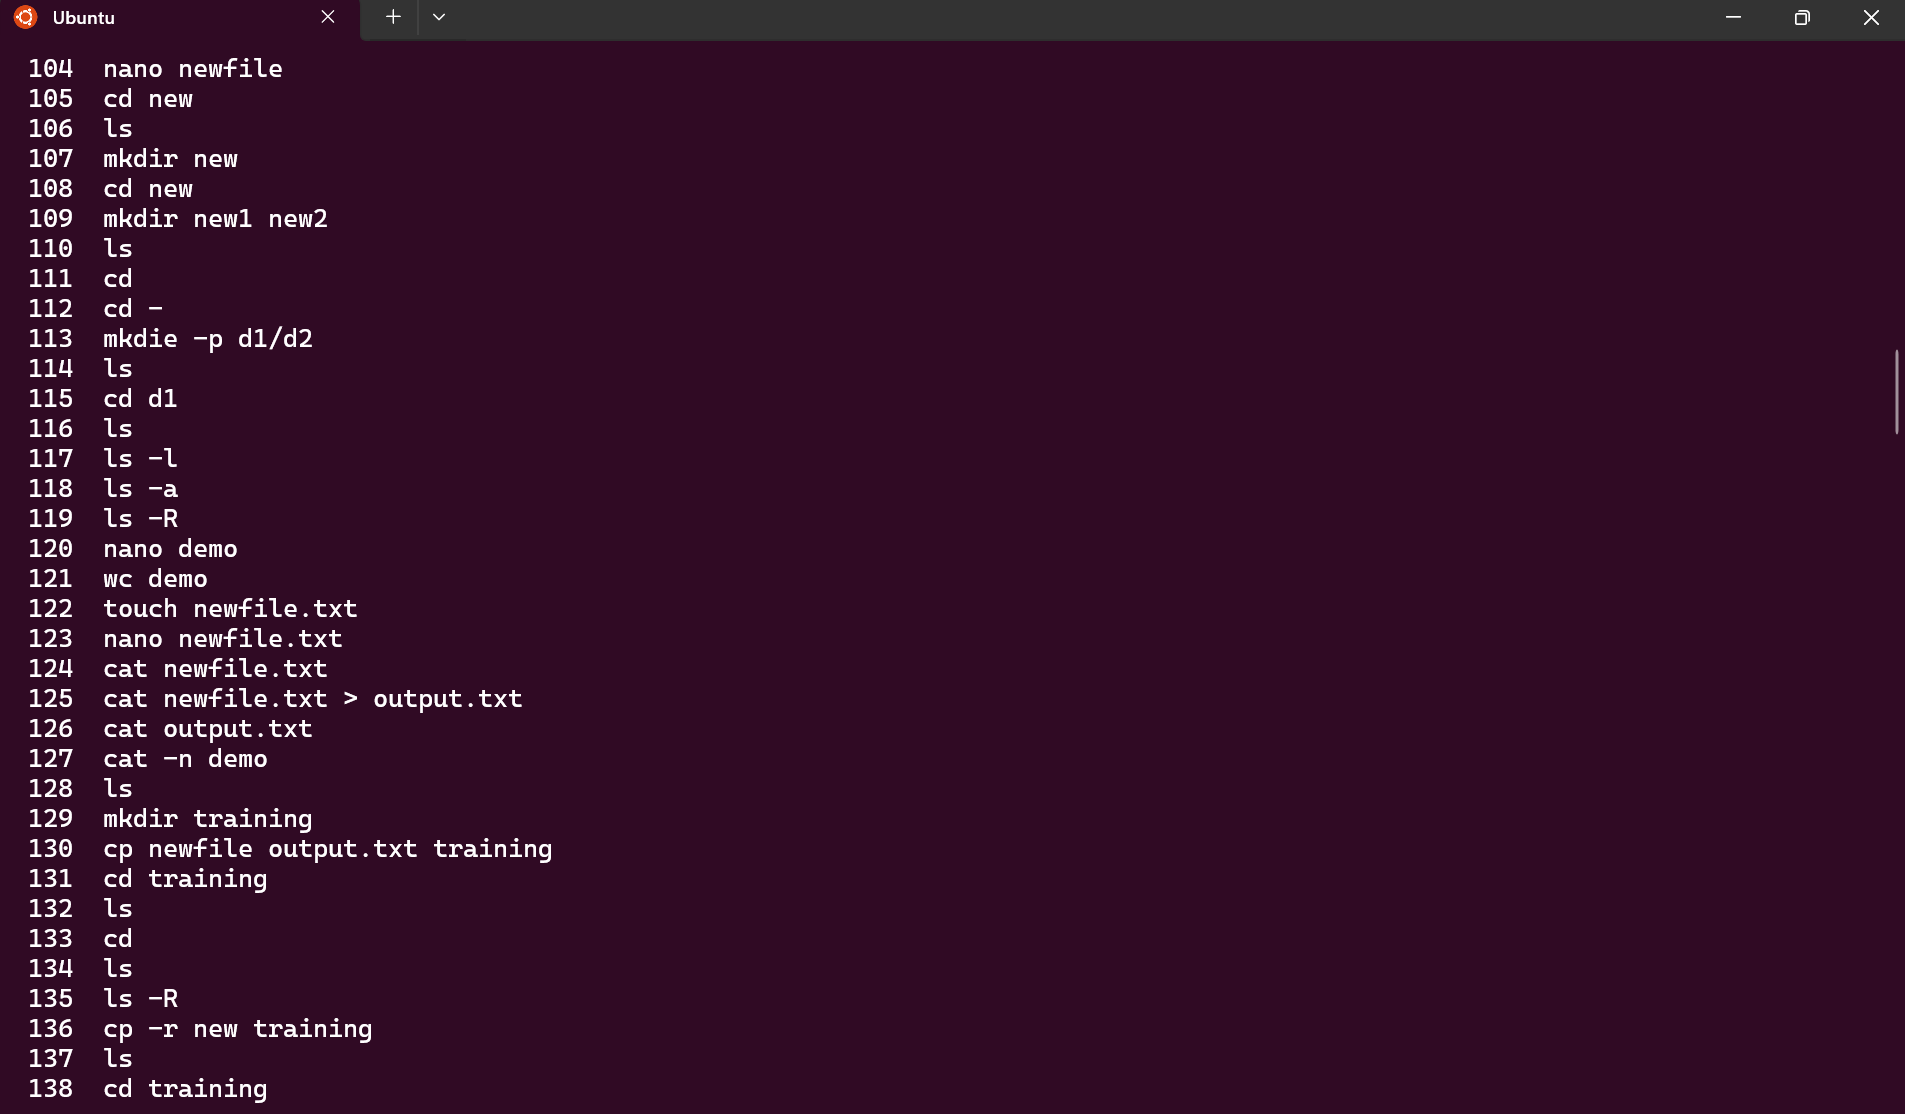 Ubuntu
104 nano newfile
105 cd new
106 ls
107 mkdir new
108 cd new
109 mkdir new1 new2
110 ls
111 cd
112 cd -
113 mkdie -p d1/d2
114 ls
115 cd d1
116 ls
117 ls -l
118 ls -a
119 ls -R
120 nano demo
121 wc demo
122 touch newfile.txt
123 nano newfile.txt
124 cat newfile.txt
125 cat newfile.txt > output.txt
126 cat output.txt
127 cat -n demo
128 ls
129 mkdir training
130 cp newfile output.txt training
131 cd training
132 ls
133 cd
134 ls
135 ls -R
136 cp -r new training
137 ls
138 cd training